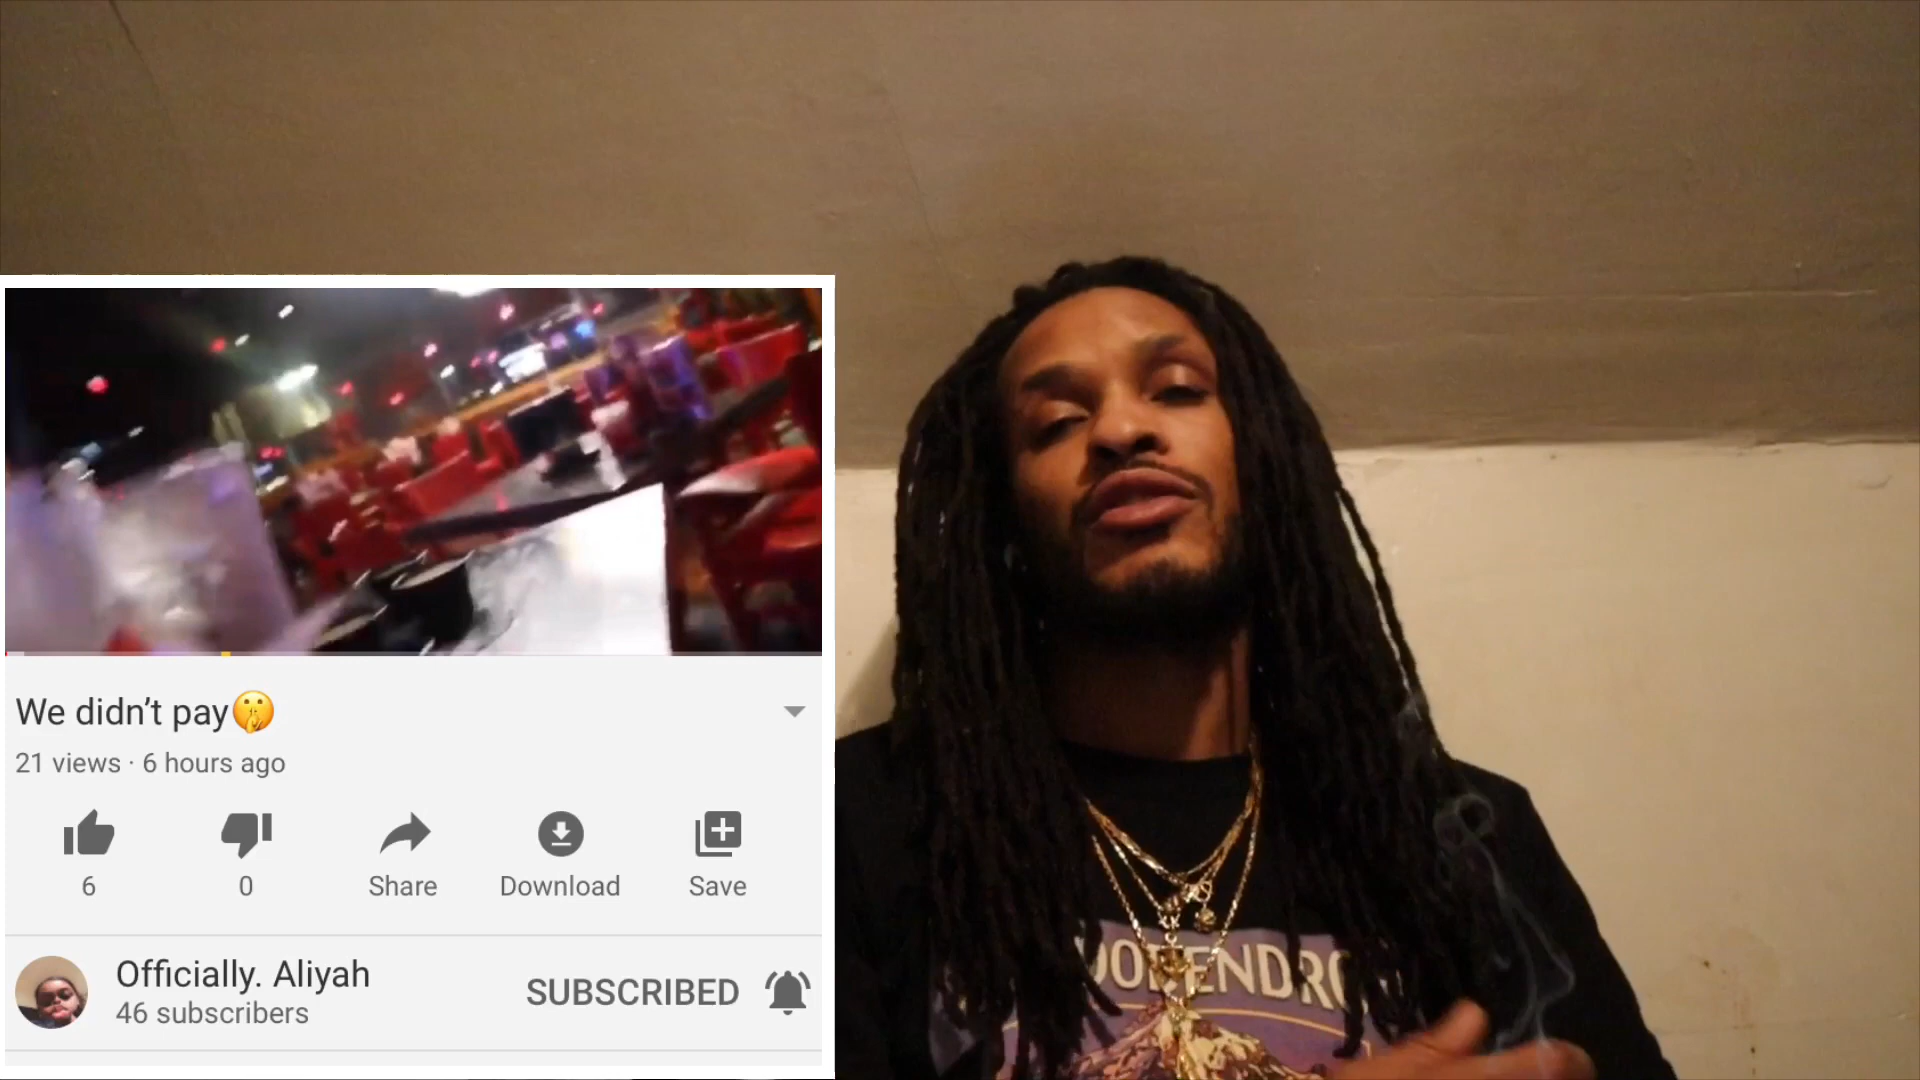 We didn’t pay🤫
21 views · 6 hours ago
6
0
Share
Download
Save
Officially. Aliyah
46 subscribers
SUBSCRIBED